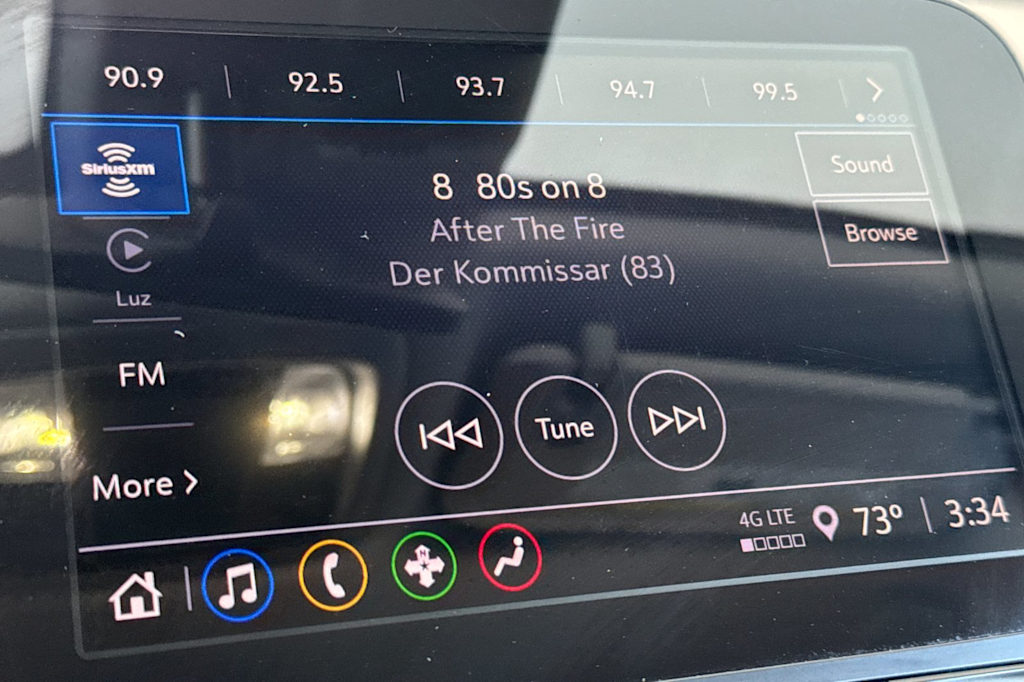 90.9 92.5 93.7 94.7 99.5
SiriusXM
8 80s on 8
Sound
After The Fire
Browse
Der Kommissar (83)
Luz
FM
Tune
More
4G LTE
73° 3:34
N